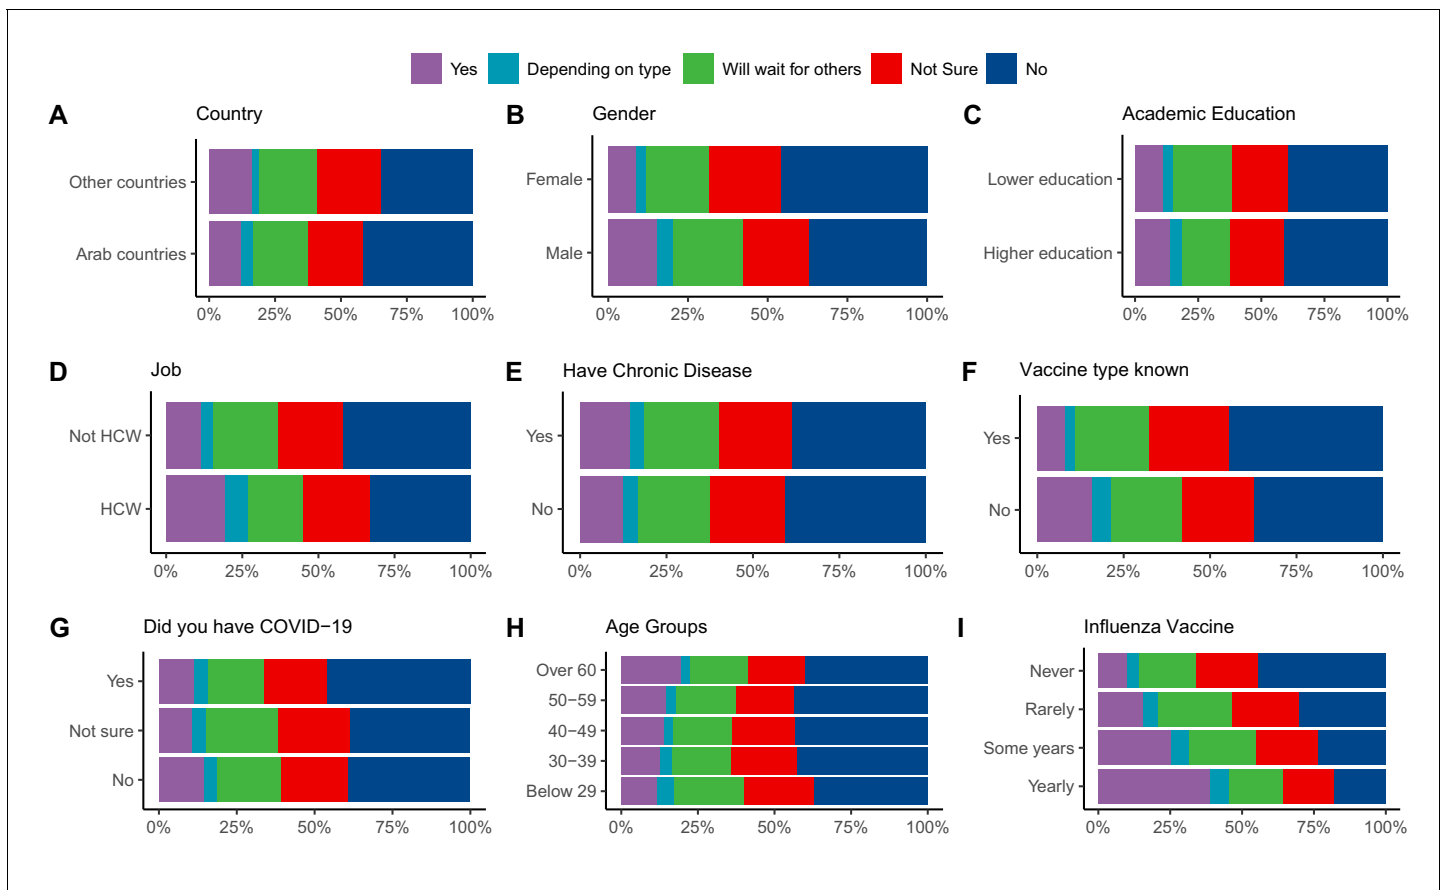 Yes Depending on type Will wait for others Not Sure No
A Country
Other countries
Arab countries
0% 25% 50% 75% 100%
B Gender
Female
Male
0% 25% 50% 75% 100%
C Academic Education
Lower education
Higher education
0% 25% 50% 75% 100%
D Job
Not HCW
HCW
0% 25% 50% 75% 100%
E Have Chronic Disease
Yes
No
0% 25% 50% 75% 100%
F Vaccine type known
Yes
No
0% 25% 50% 75% 100%
G Did you have COVID−19
Yes
Not sure
No
0% 25% 50% 75% 100%
H Age Groups
Over 60
50−59
40−49
30−39
Below 29
0% 25% 50% 75% 100%
I Influenza Vaccine
Never
Rarely
Some years
Yearly
0% 25% 50% 75% 100%